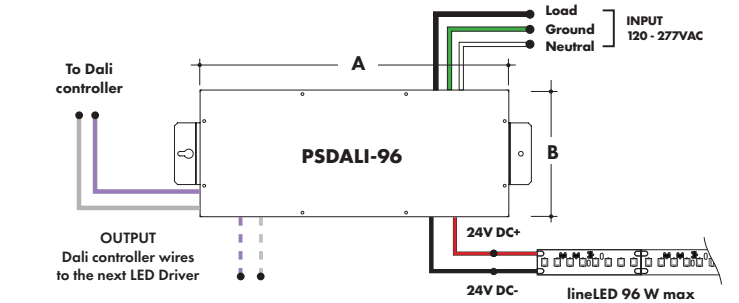 Load
Ground
Neutral
INPUT
120 - 277VAC
To Dali
controller
A
PSDALI-96
B
OUTPUT
Dali controller wires
to the next LED Driver
24V DC+
24V DC-
lineLED 96 W max